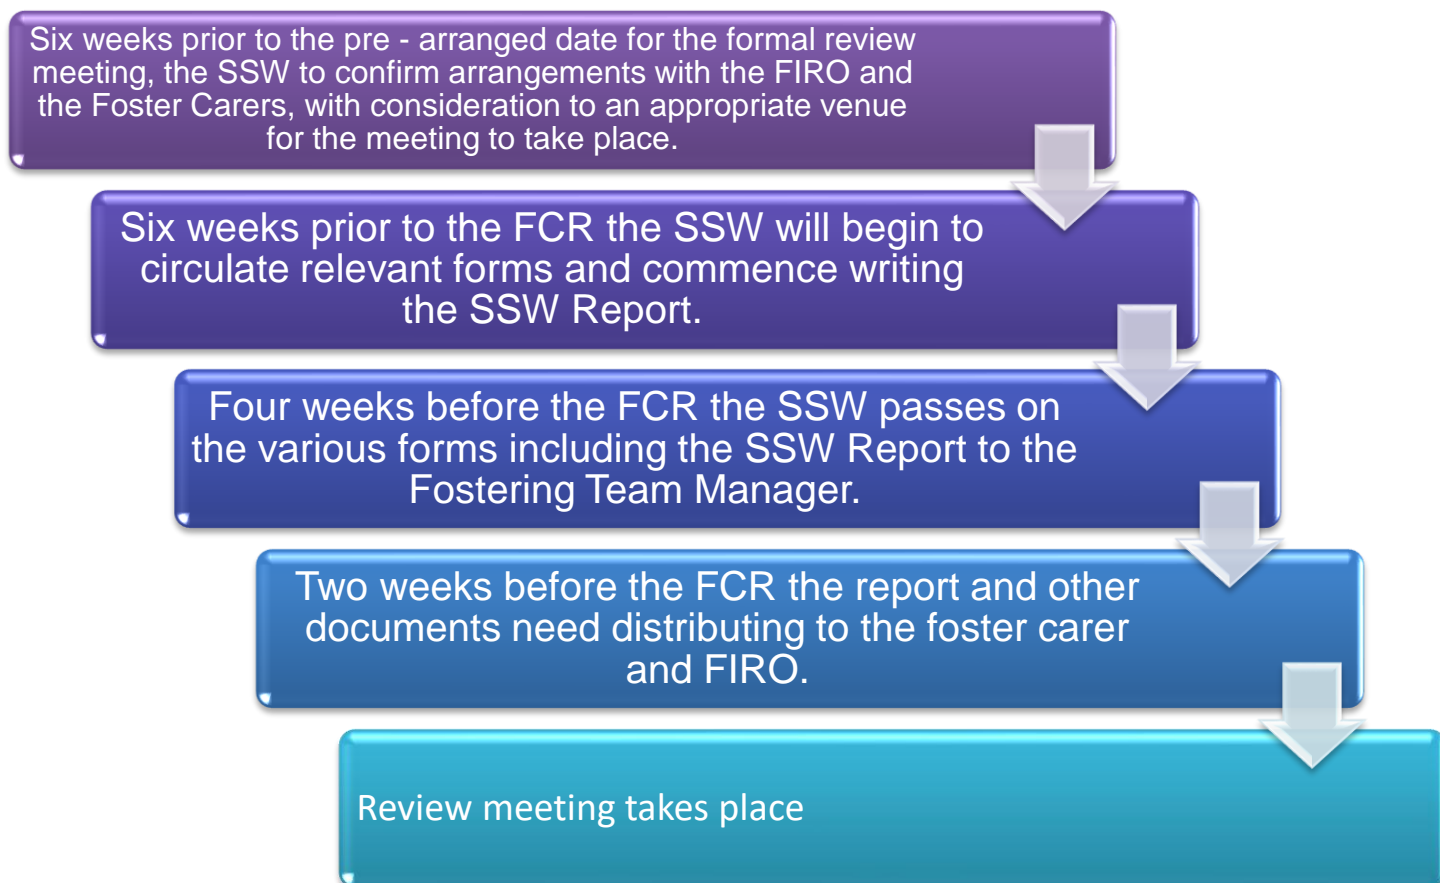 Six weeks prior to the pre - arranged date for the formal review
meeting, the SSW to confirm arrangements with the FIRO and
the Foster Carers, with consideration to an appropriate venue
for the meeting to take place.
Six weeks prior to the FCR the SSW will begin to
circulate relevant forms and commence writing
the SSW Report.
Four weeks before the FCR the SSW passes on
the various forms including the SSW Report to the
Fostering Team Manager.
Two weeks before the FCR the report and other
documents need distributing to the foster carer
and FIRO.
Review meeting takes place